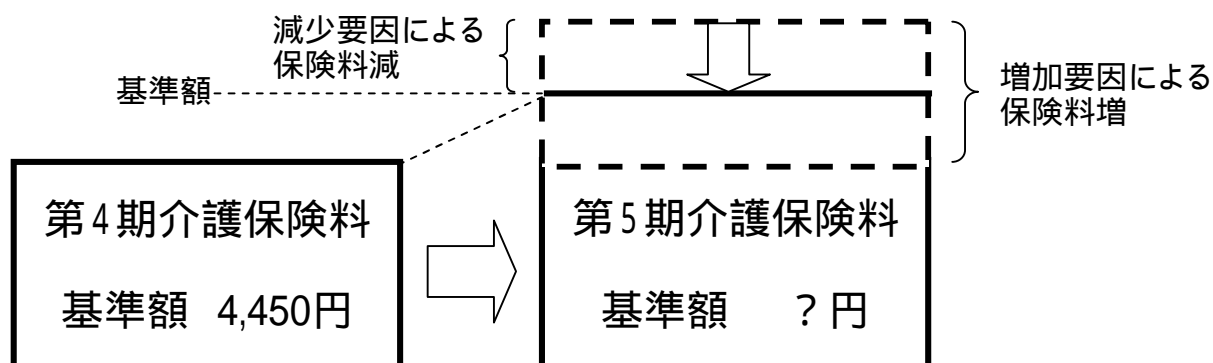 減少要因による
保険料減
基準額
増加要因による
保険料増
第4期介護保険料
基準額 4,450円
第5期介護保険料
基準額 ？円